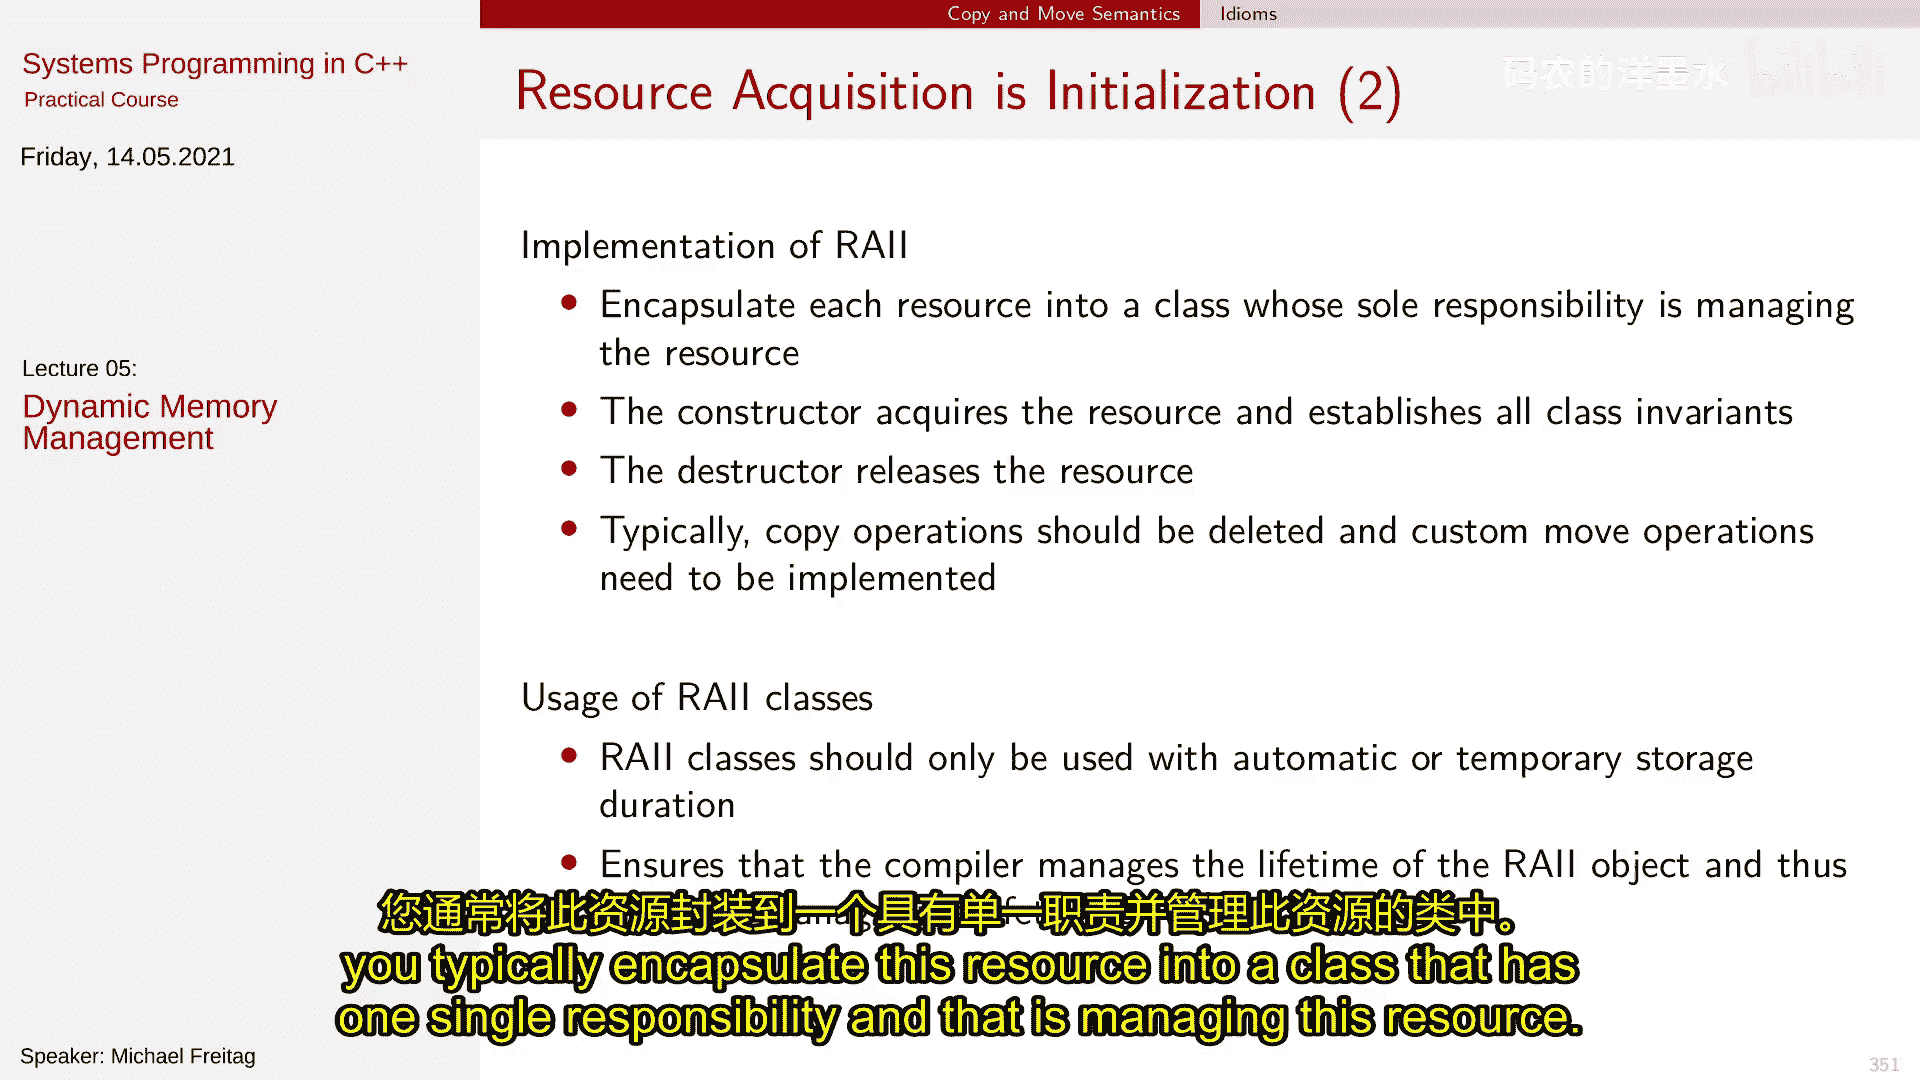 Copy and Move Semantics
Idioms
Systems Programming in C++
Practical Course
Friday, 14.05.2021
Lecture 05:
Dynamic Memory
Management
Speaker: Michael Freitag
Resource Acquisition is Initialization (2)
码农的洋墨水
Implementation of RAII
• Encapsulate each resource into a class whose sole responsibility is managing
the resource
• The constructor acquires the resource and establishes all class invariants
• The destructor releases the resource
• Typically, copy operations should be deleted and custom move operations
need to be implemented
Usage of RAII classes
• RAII classes should only be used with automatic or temporary storage
duration
• Ensures that the compiler manages the lifetime of the RAII object and thus
您通常将此资源封装到一个具有单一职责并管理此资源的类中。
you typically encapsulate this resource into a class that has
one single responsibility and that is managing this resource.
351